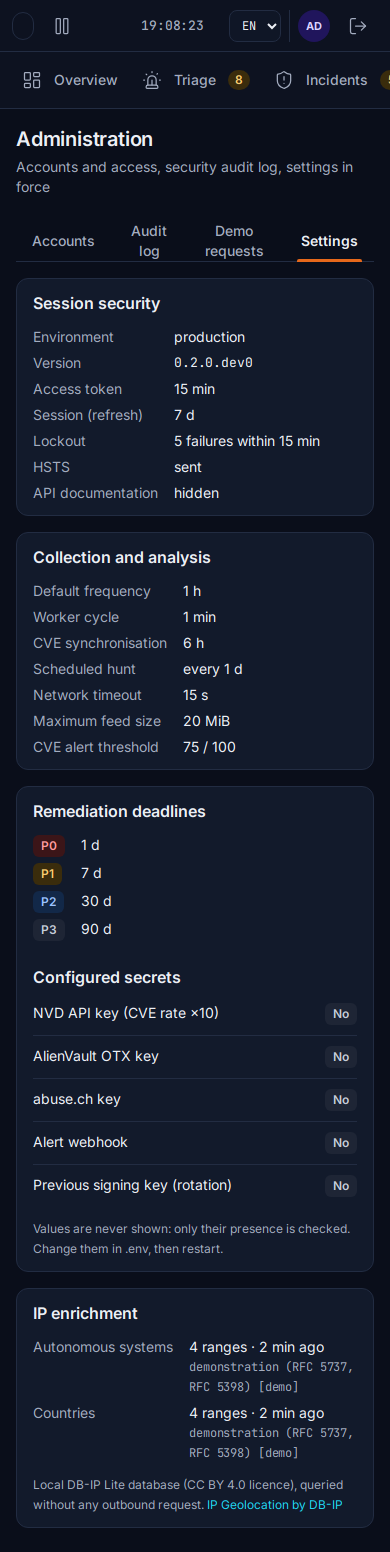 19:08:23 EN AD
Overview Triage 8 Incidents
Administration
Accounts and access, security audit log, settings in
force
Accounts Audit log Demo requests Settings
Session security
Environment production
Version 0.2.0.dev0
Access token 15 min
Session (refresh) 7 d
Lockout 5 failures within 15 min
HSTS sent
API documentation hidden
Collection and analysis
Default frequency 1 h
Worker cycle 1 min
CVE synchronisation 6 h
Scheduled hunt every 1 d
Network timeout 15 s
Maximum feed size 20 MiB
CVE alert threshold 75 / 100
Remediation deadlines
P0 1 d
P1 7 d
P2 30 d
P3 90 d
Configured secrets
NVD API key (CVE rate ×10) No
AlienVault OTX key No
abuse.ch key No
Alert webhook No
Previous signing key (rotation) No
Values are never shown: only their presence is checked.
Change them in .env, then restart.
IP enrichment
Autonomous systems 4 ranges · 2 min ago
demonstration (RFC 5737,
RFC 5398) [demo]
Countries 4 ranges · 2 min ago
demonstration (RFC 5737,
RFC 5398) [demo]
Local DB-IP Lite database (CC BY 4.0 licence), queried
without any outbound request. IP Geolocation by DB-IP